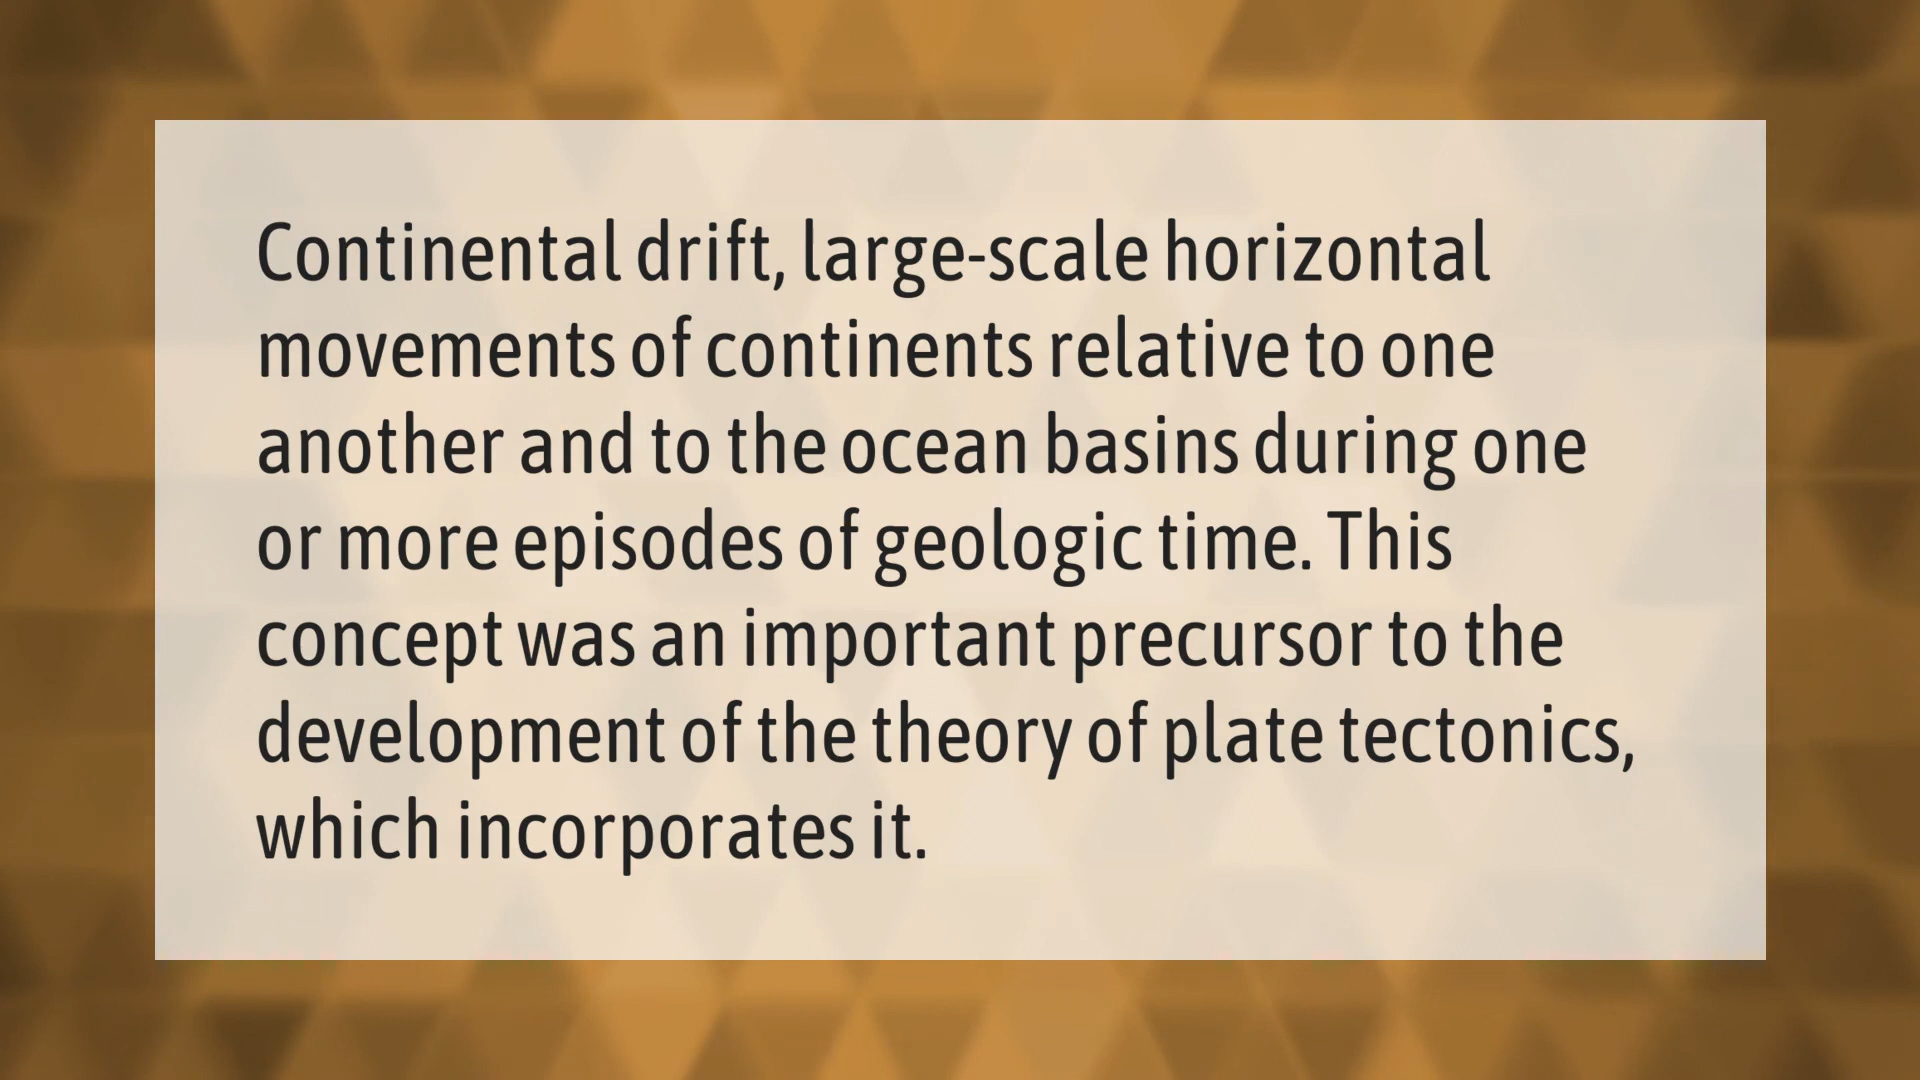 Continental drift, large-scale horizontal
movements of continents relative to one
another and to the ocean basins during one
or more episodes of geologic time. This
concept was an important precursor to the
development of the theory of plate tectonics,
which incorporates it.